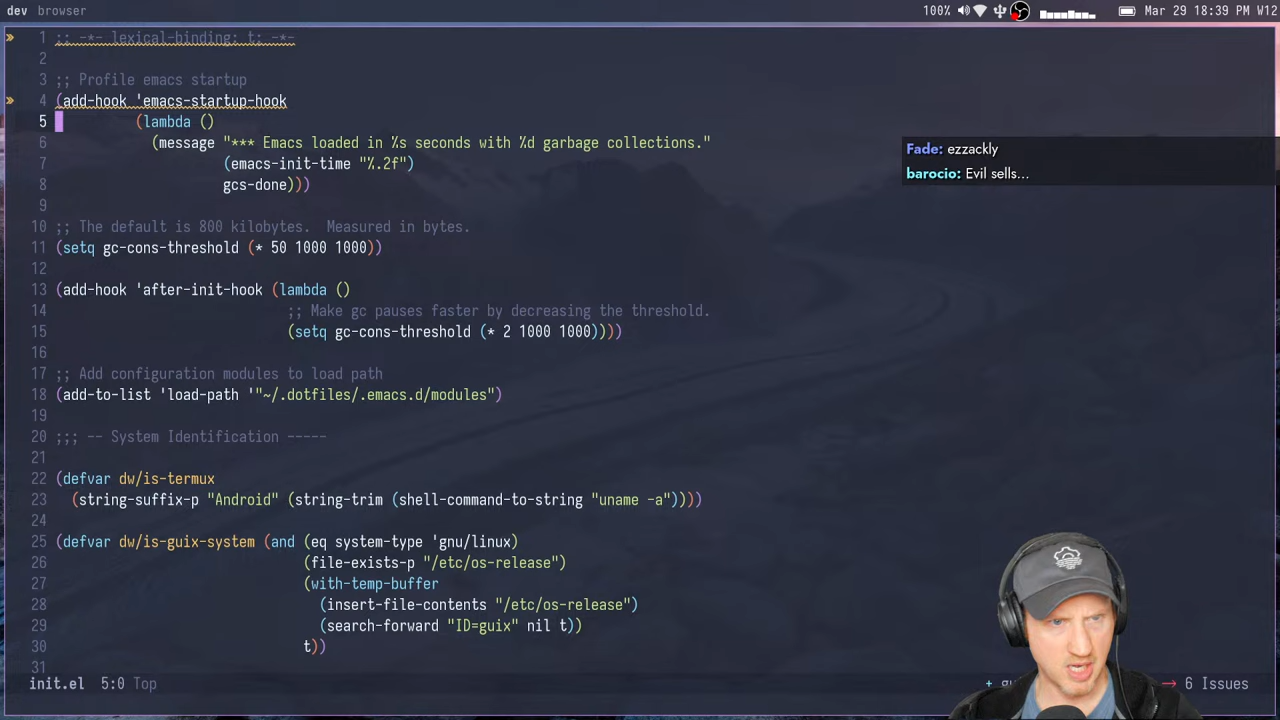 dev browser
100% Mar 29 18:39 PM W12
1 ;; -*- lexical-binding: t; -*-
2
3 ;; Profile emacs startup
4 (add-hook 'emacs-startup-hook
5 (lambda ()
6 (message "*** Emacs loaded in %s seconds with %d garbage collections."
7 (emacs-init-time "%.2f")
8 gcs-done)))
9
10 ;; The default is 800 kilobytes. Measured in bytes.
11 (setq gc-cons-threshold (* 50 1000 1000))
12
13 (add-hook 'after-init-hook (lambda ()
14 ;; Make gc pauses faster by decreasing the threshold.
15 (setq gc-cons-threshold (* 2 1000 1000))))
16
17 ;; Add configuration modules to load path
18 (add-to-list 'load-path '"~/.dotfiles/.emacs.d/modules")
19
20 ;;; -- System Identification -----
21
22 (defvar dw/is-termux
23 (string-suffix-p "Android" (string-trim (shell-command-to-string "uname -a"))))
24
25 (defvar dw/is-guix-system (and (eq system-type 'gnu/linux)
26 (file-exists-p "/etc/os-release")
27 (with-temp-buffer
28 (insert-file-contents "/etc/os-release")
29 (search-forward "ID=guix" nil t))
30 t))
31
Fade: ezzackly
barocio: Evil sells...
init.el 5:0 Top
6 Issues